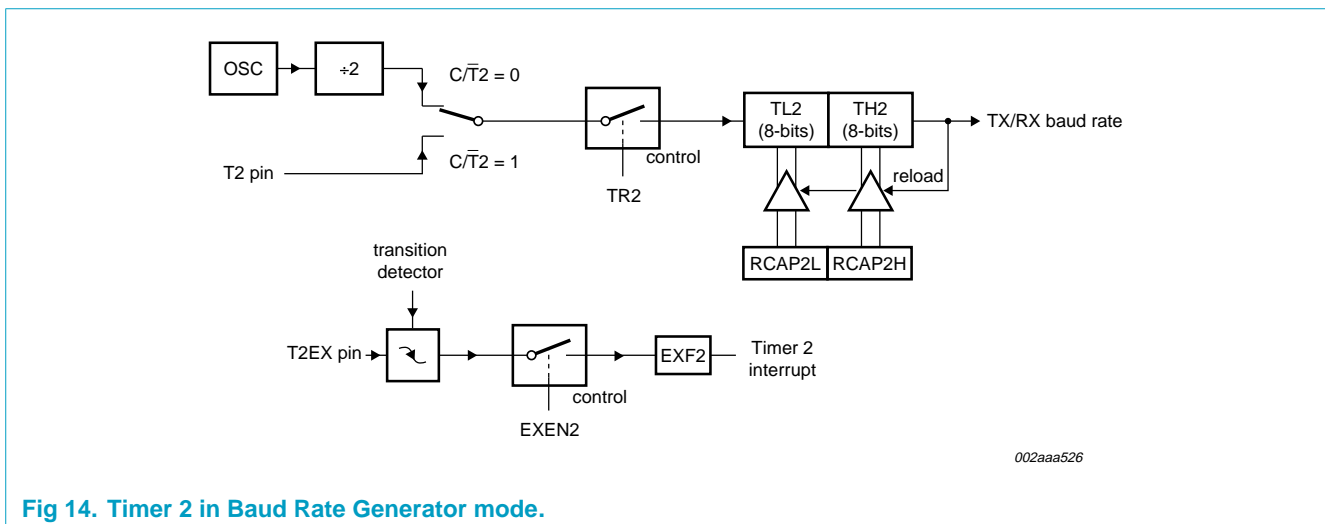 OSC
÷2
C/T̅2 = 0
C/T̅2 = 1
T2 pin
control
TR2
TL2
(8-bits)
TH2
(8-bits)
TX/RX baud rate
reload
RCAP2L
RCAP2H
transition
detector
T2EX pin
control
EXEN2
EXF2
Timer 2
interrupt
002aaa526
Fig 14. Timer 2 in Baud Rate Generator mode.